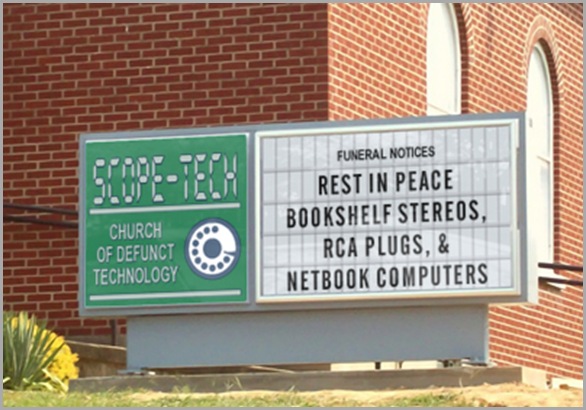 SCOPE-TECH
CHURCH
OF DEFUNCT
TECHNOLOGY
FUNERAL NOTICES
REST IN PEACE
BOOKSHELF STEREOS,
RCA PLUGS, &
NETBOOK COMPUTERS